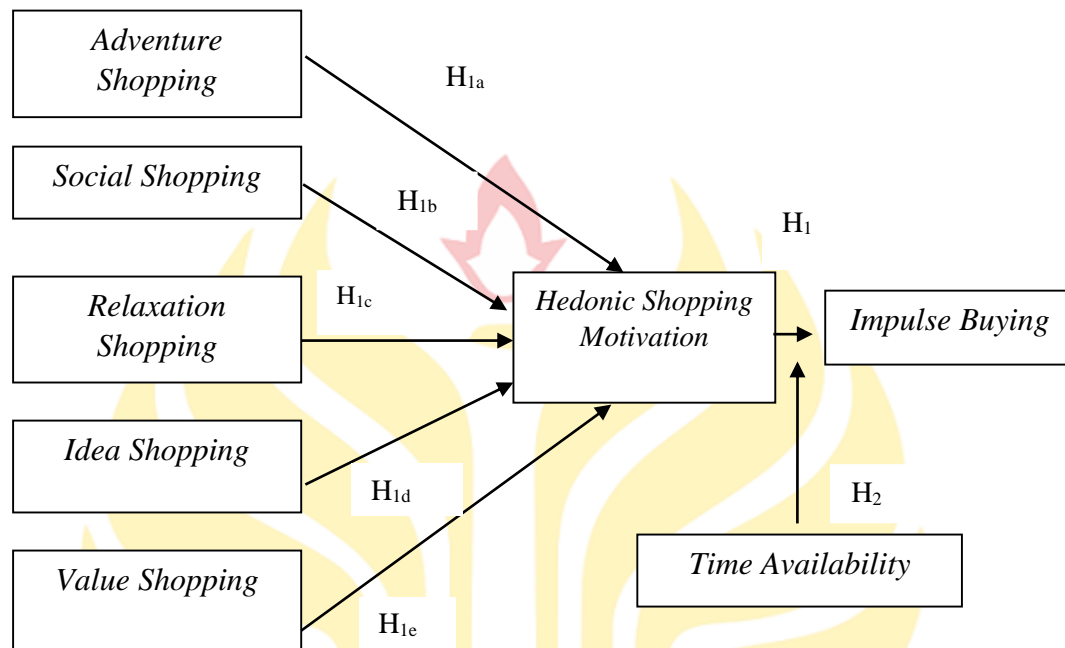 Adventure
Shopping
H1a
Social Shopping
H1b
H1
Relaxation
Shopping
H1c
Hedonic Shopping
Motivation
Impulse Buying
Idea Shopping
H1d
H2
Value Shopping
Time Availability
H1e